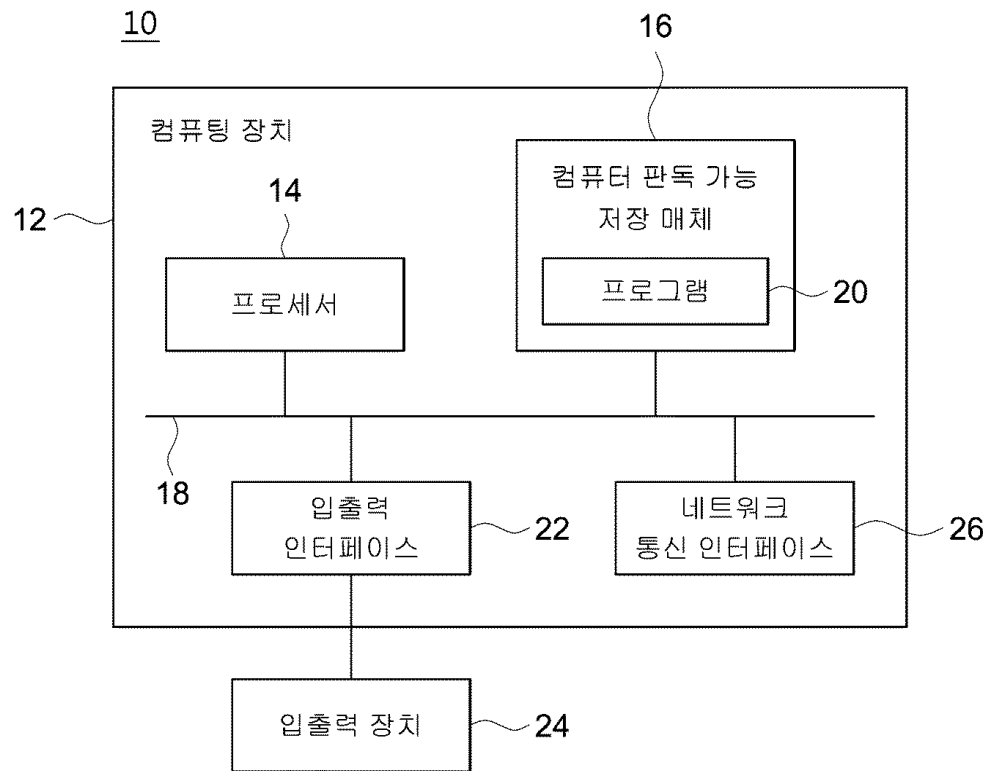 10
16
컴퓨팅 장치
컴퓨터 판독 가능
저장 매체
12
14
프로세서
프로그램
20
18
입출력
인터페이스
22
네트워크
통신 인터페이스
26
입출력 장치
24